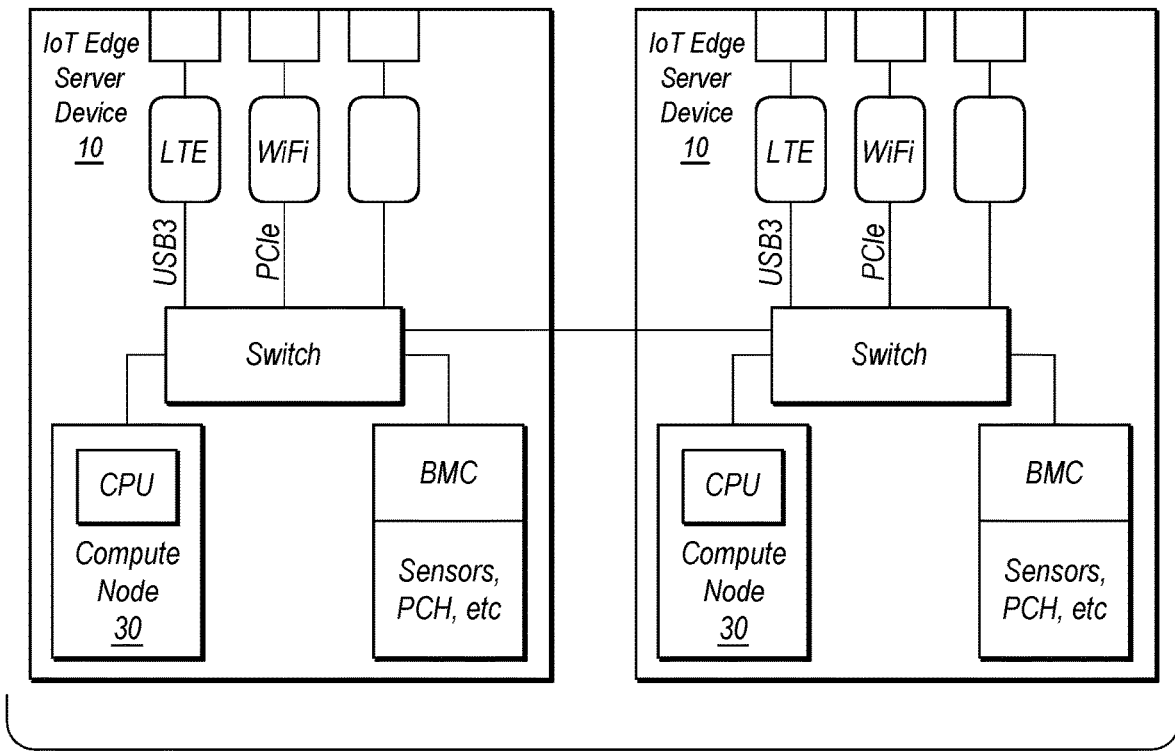 IoT Edge
Server
Device
10
LTE
WiFi
USB3
PCIe
Switch
CPU
Compute
Node
30
BMC
Sensors,
PCH, etc
IoT Edge
Server
Device
10
LTE
WiFi
USB3
PCIe
Switch
CPU
Compute
Node
30
BMC
Sensors,
PCH, etc